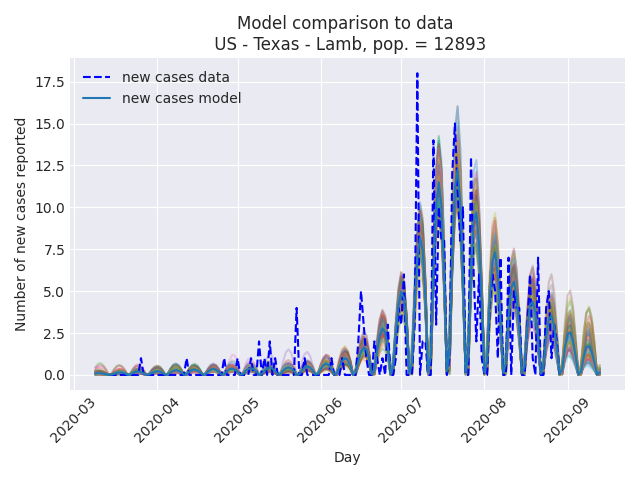 Model comparison to data
US - Texas - Lamb, pop. = 12893
new cases data
new cases model
Number of new cases reported
17.5
15.0
12.5
10.0
7.5
5.0
2.5
0.0
2020-03
2020-04
2020-05
2020-06
2020-07
2020-08
2020-09
Day